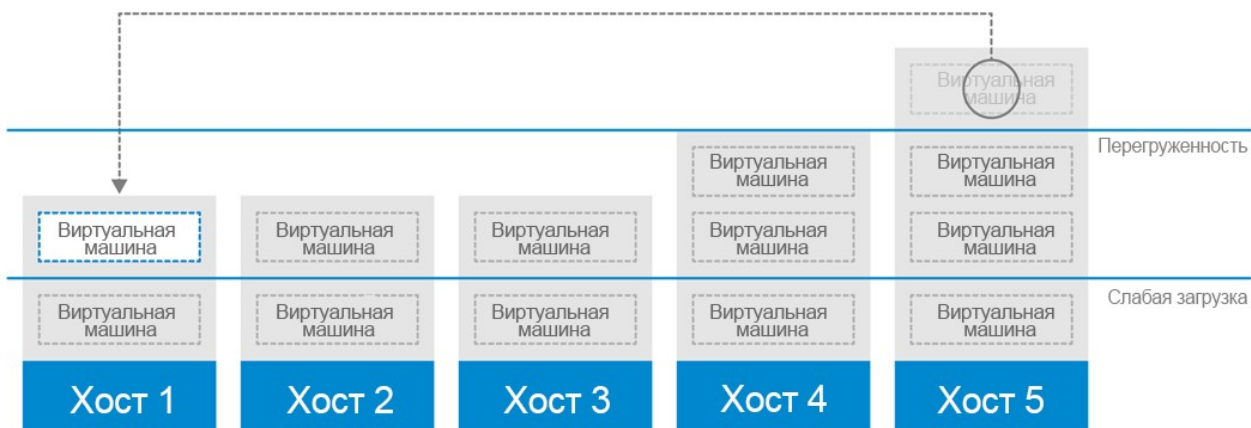 Виртуальная
машина
Перегруженность
Виртуальная
машина
Виртуальная
машина
Виртуальная
машина
Виртуальная
машина
Виртуальная
машина
Виртуальная
машина
Виртуальная
машина
Слабая загрузка
Виртуальная
машина
Виртуальная
машина
Виртуальная
машина
Виртуальная
машина
Виртуальная
машина
Хост 1
Хост 2
Хост 3
Хост 4
Хост 5